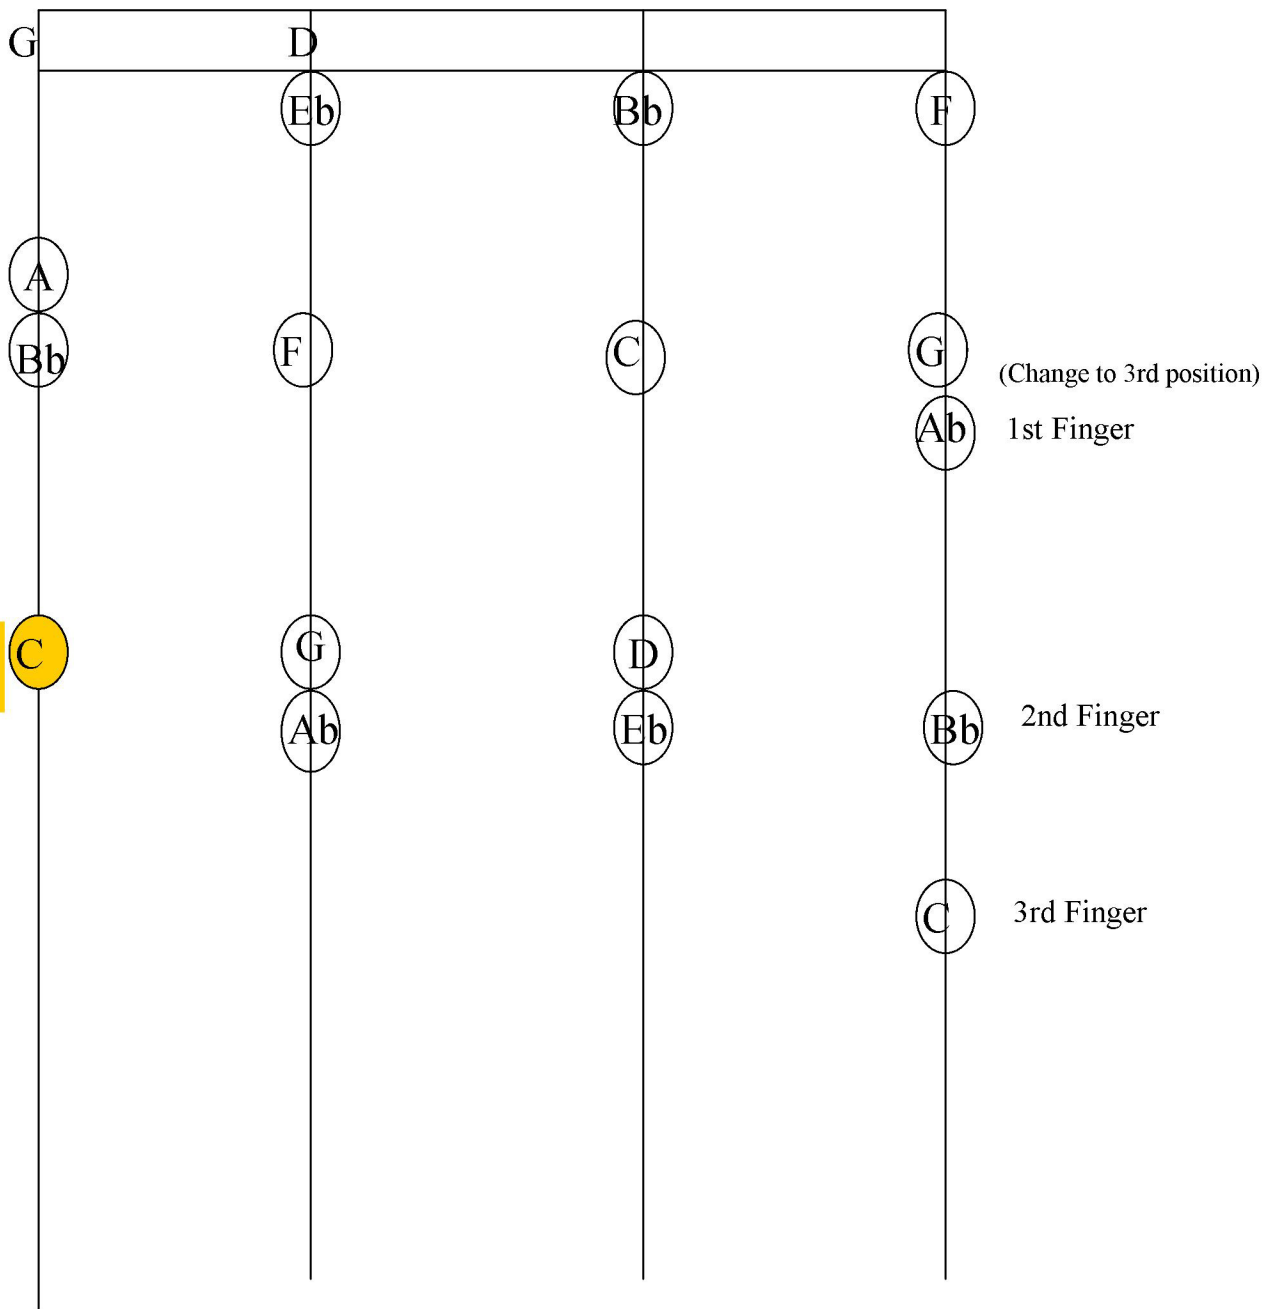 G D
Eb Bb F
A
Bb F C G
(Change to 3rd position)
Ab 1st Finger
C G D
Ab Eb Bb 2nd Finger
C 3rd Finger